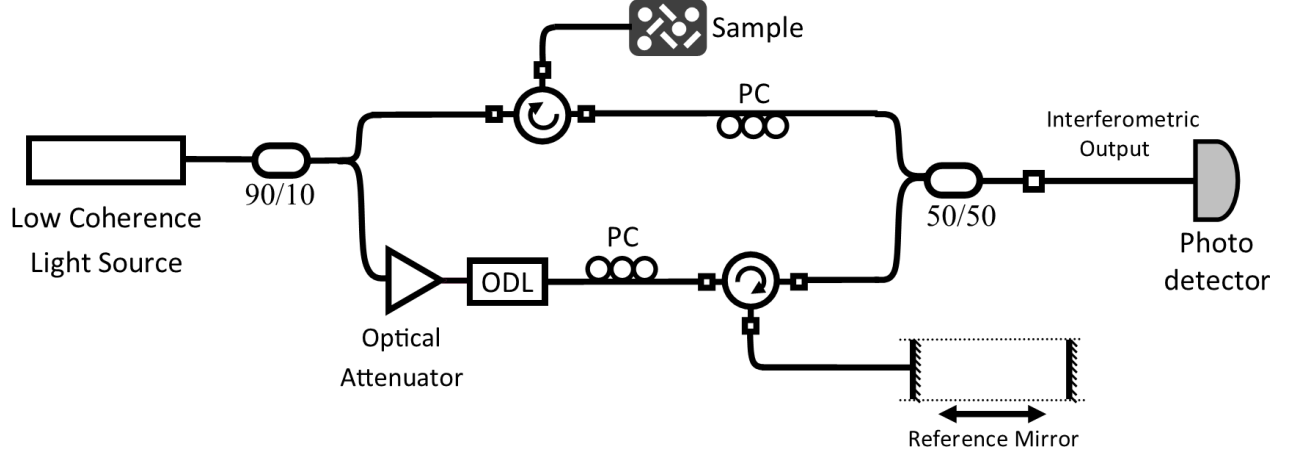 Sample
PC
Interferometric
Output
90/10
50/50
Low Coherence
Light Source
PC
ODL
Photo
detector
Optical
Attenuator
Reference Mirror